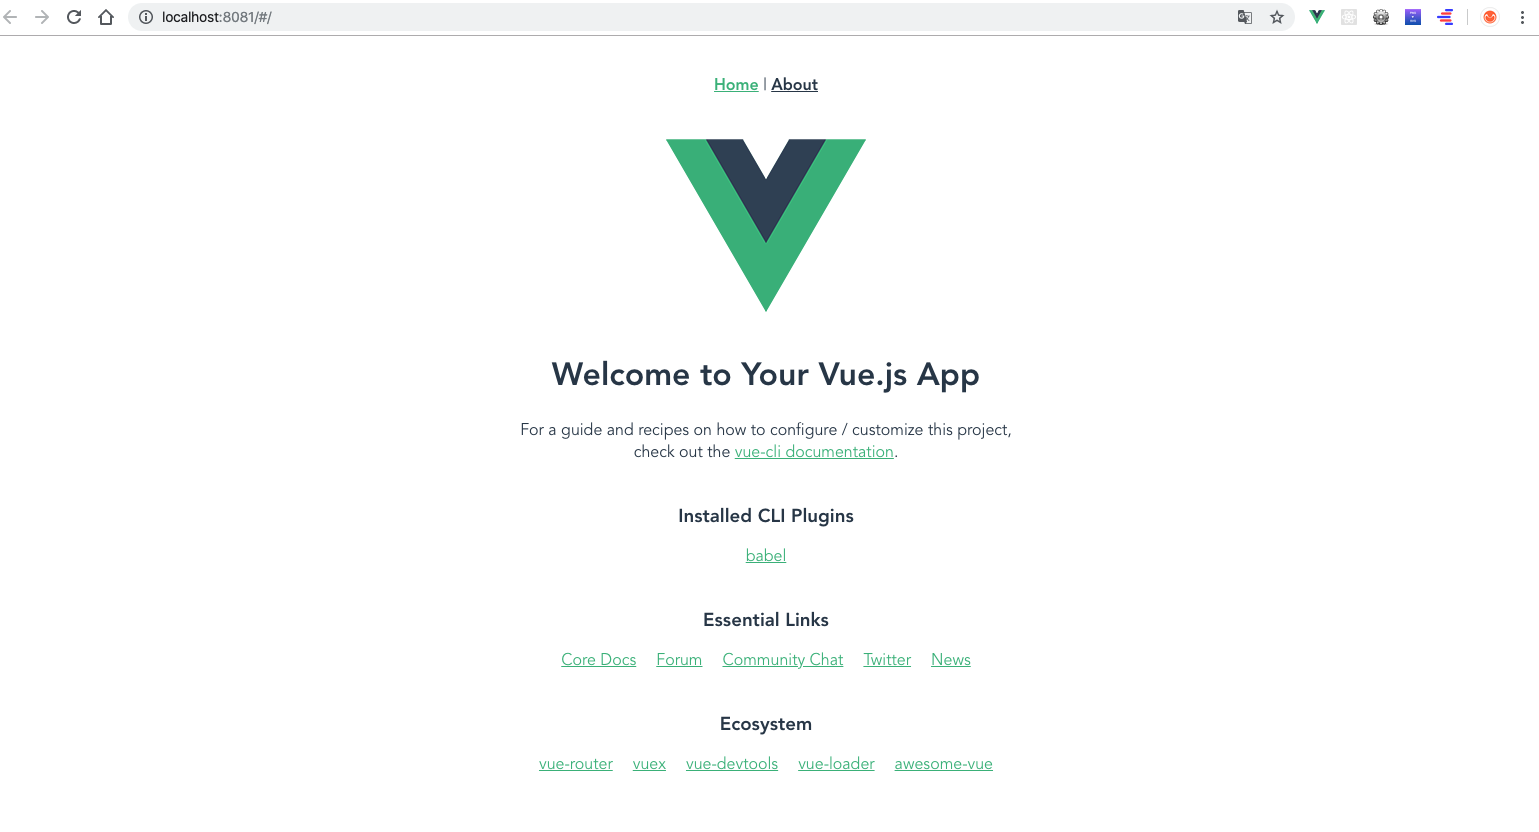 localhost:8081/#/
Home | About
Welcome to Your Vue.js App
For a guide and recipes on how to configure / customize this project,
check out the vue-cli documentation.
Installed CLI Plugins
babel
Essential Links
Core Docs Forum Community Chat Twitter News
Ecosystem
vue-router vuex vue-devtools vue-loader awesome-vue